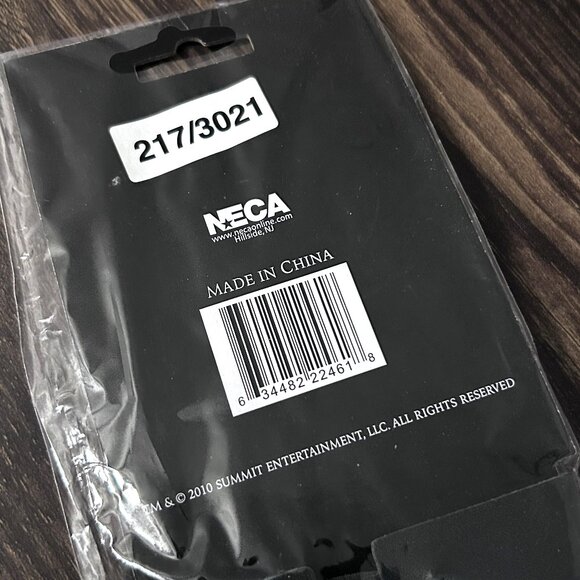 217/3021
NECA
www.necaonline.com
Hillside, NJ
MADE IN CHINA
6 34482 22461 8
TM & © 2010 SUMMIT ENTERTAINMENT, LLC. ALL RIGHTS RESERVED